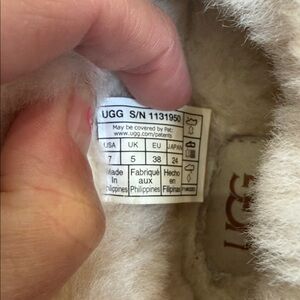 UGG S/N 1131950
May be covered by Pat:
www.ugg.com/patents
USA UK EU JAPAN
7 5 38 24
Made Fabriqué Hecho
In aux en
Philippines Philippines Filipinas
UGG